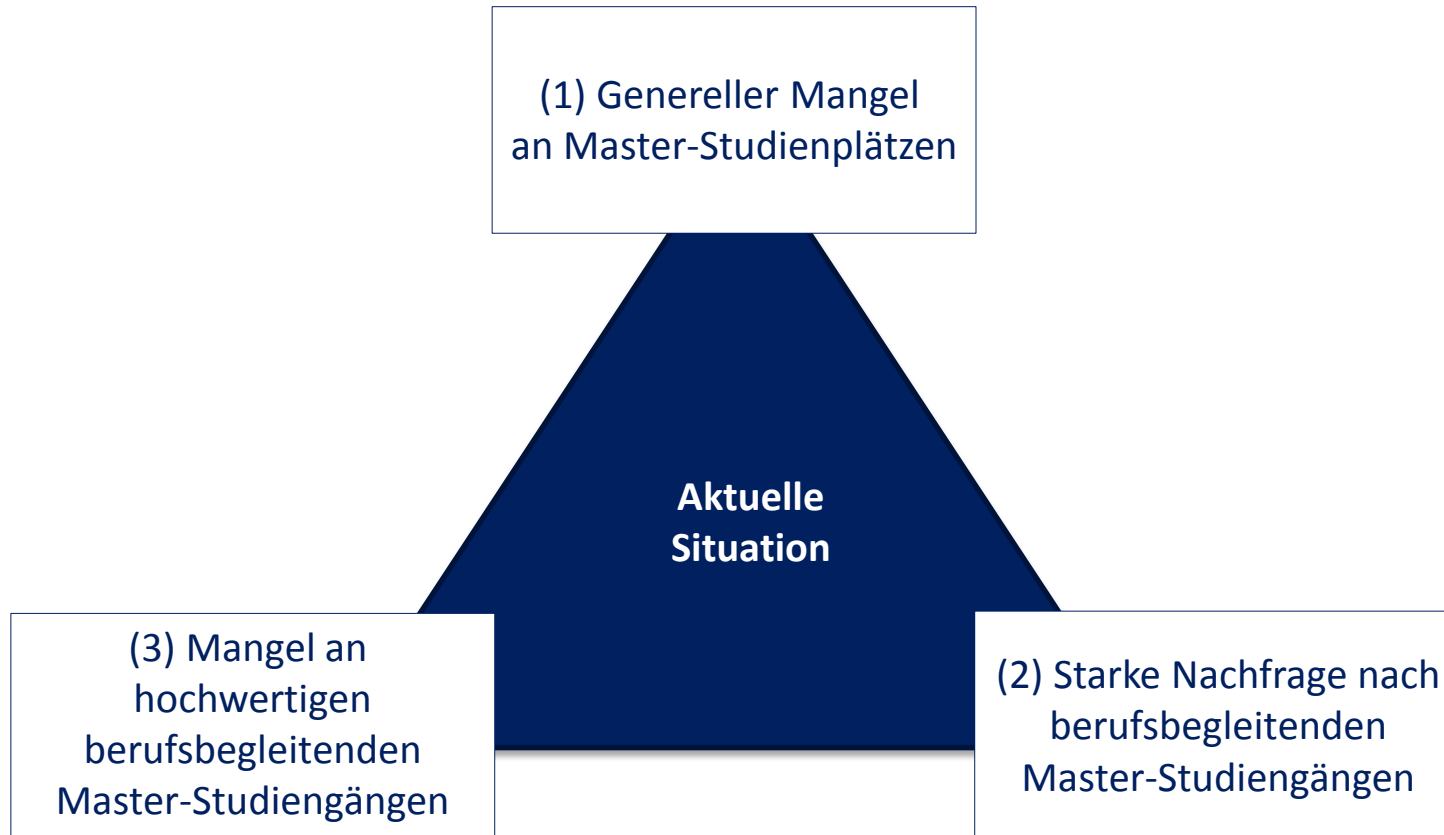 (1) Genereller Mangel
an Master-Studienplätzen
Aktuelle
Situation
(3) Mangel an
hochwertigen
berufsbegleitenden
Master-Studiengängen
(2) Starke Nachfrage nach
berufsbegleitenden
Master-Studiengängen